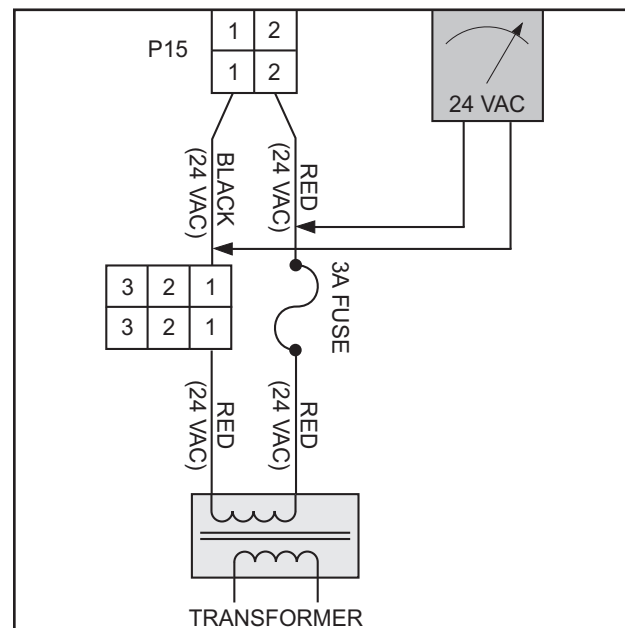 P15
1 2
1 2
24 VAC
BLACK
(24 VAC)
RED
(24 VAC)
3 2 1
3 2 1
3A FUSE
RED
(24 VAC)
RED
(24 VAC)
TRANSFORMER